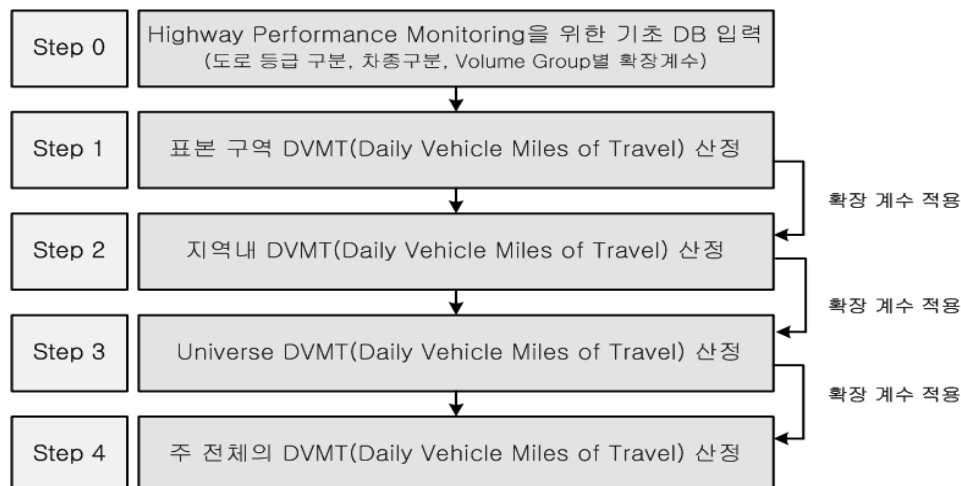 Step 0
Highway Performance Monitoring을 위한 기초 DB 입력
(도로 등급 구분, 차종구분, Volume Group별 확장계수)
Step 1
표본 구역 DVMT(Daily Vehicle Miles of Travel) 산정
확장 계수 적용
Step 2
지역내 DVMT(Daily Vehicle Miles of Travel) 산정
확장 계수 적용
Step 3
Universe DVMT(Daily Vehicle Miles of Travel) 산정
확장 계수 적용
Step 4
주 전체의 DVMT(Daily Vehicle Miles of Travel) 산정